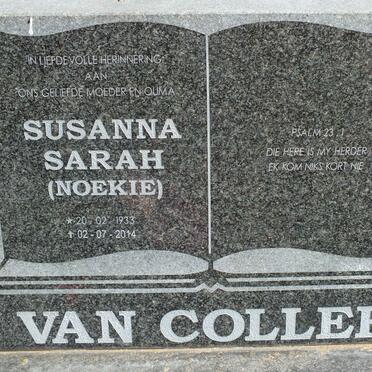 "IN LIEFDEVOLLE HERINNERING"
AAN
"ONS GELIEFDE MOEDER EN OUMA"
SUSANNA
SARAH
(NOEKIE)
★ 20-02-1933
✝ 02-07-2014
PSALM 23 : 1
DIE HERE IS MY HERDER
EK KOM NIKS KORT NIE
VAN COLLER